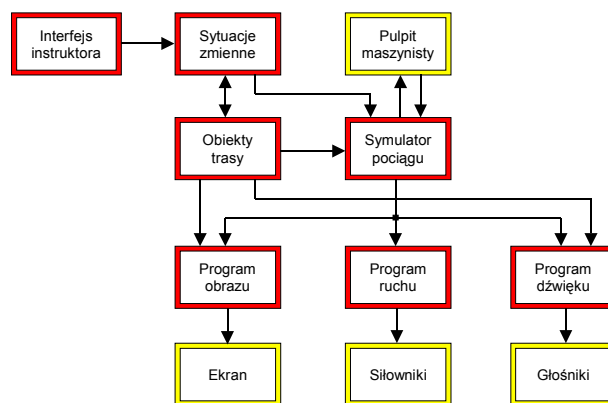 Interfejs
instruktora
Sytuacje
zmienne
Pulpit
maszynisty
Obiekty
trasy
Symulator
pociągu
Program
obrazu
Program
ruchu
Program
dźwięku
Ekran
Siłowniki
Głośniki